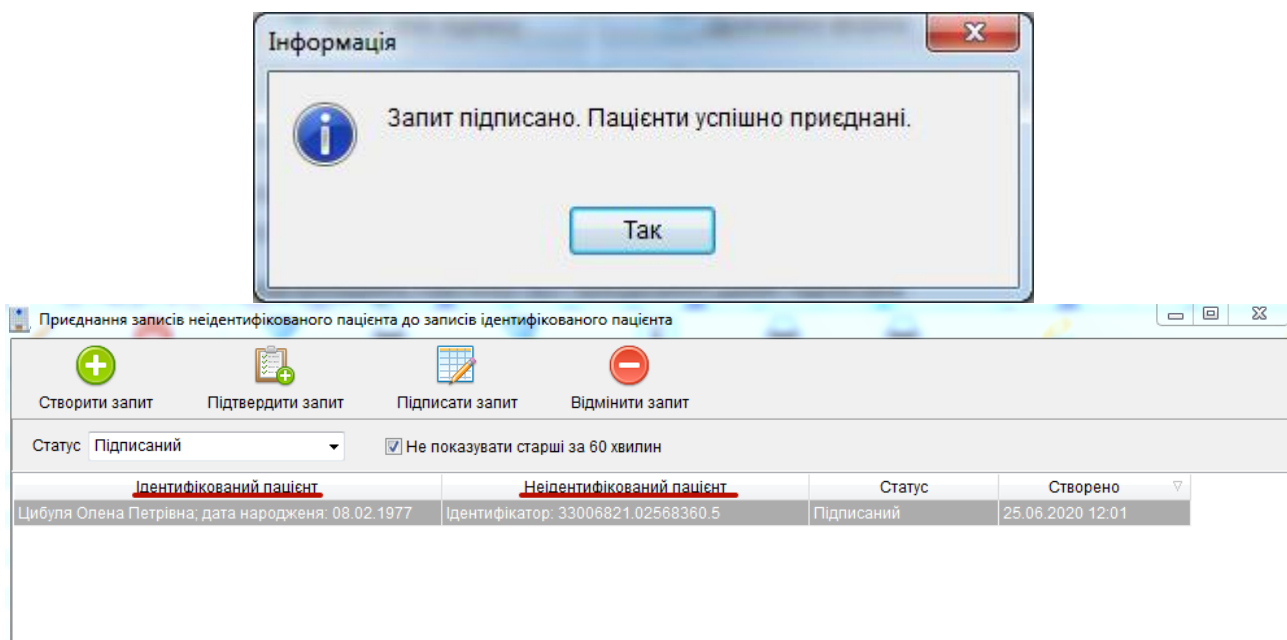 Інформація
Запит підписано. Пацієнти успішно приєднані.
Так
Приєднання записів неідентифікованого пацієнта до записів ідентифікованого пацієнта
Створити запит Підтвердити запит Підписати запит Відмінити запит
Статус Підписаний Не показувати старші за 60 хвилин
Ідентифікований пацієнт Неідентифікований пацієнт Статус Створено
Цибуля Олена Петрівна; дата народженя: 08.02.1977 Ідентифікатор: 33006821.02568360.5 Підписаний 25.06.2020 12:01